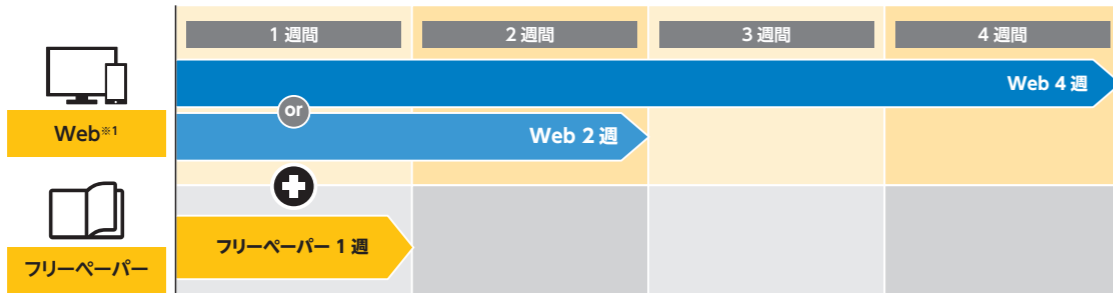 1 週間 2 週間 3 週間 4 週間
Web 4 週
or
Web※1
Web 2 週
フリーペーパー 1 週
フリーペーパー